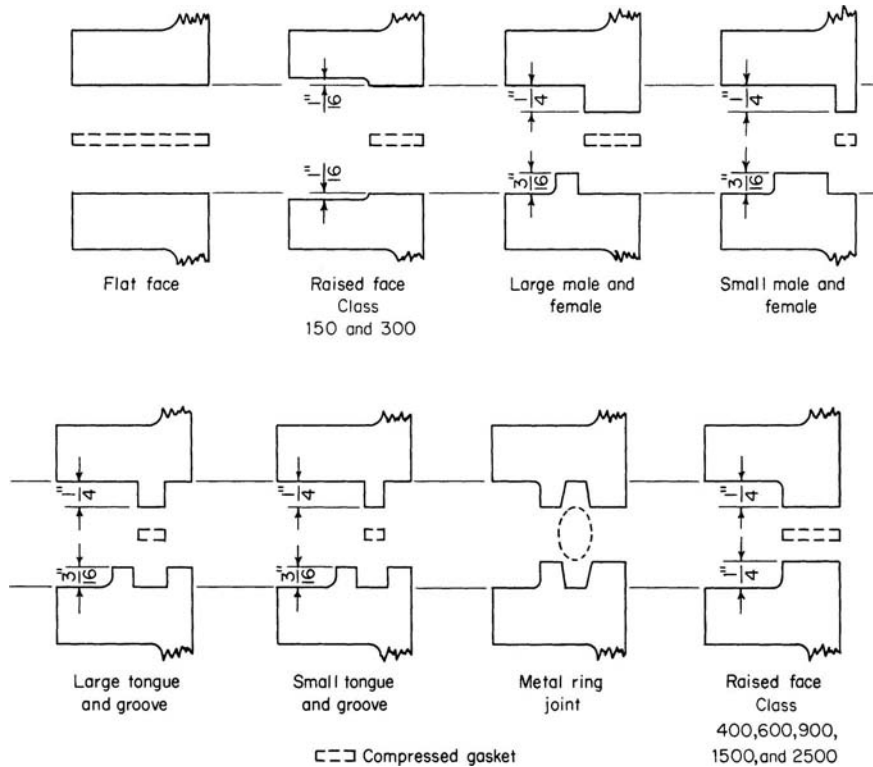 1"/4
1"/4
1"/16
1"/16
3"/16
3"/16
Flat face
Raised face
Class
150 and 300
Large male and
female
Small male and
female
1"/4
1"/4
1"/4
3"/16
3"/16
1"/4
Large tongue
and groove
Small tongue
and groove
Metal ring
joint
Raised face
Class
400,600,900,
1500,and 2500
Compressed gasket